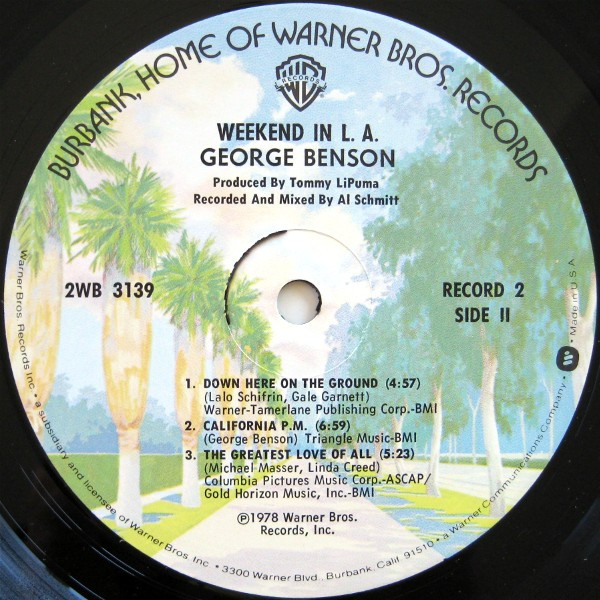 BURBANK, HOME OF WARNER BROS. RECORDS
RECORDS
WEEKEND IN L. A.
GEORGE BENSON
Produced By Tommy LiPuma
Recorded And Mixed By Al Schmitt
2WB 3139
RECORD 2
SIDE II
1. DOWN HERE ON THE GROUND (4:57)
(Lalo Schifrin, Gale Garnett)
Warner-Tamerlane Publishing Corp.-BMI
2. CALIFORNIA P.M. (6:59)
(George Benson) Triangle Music-BMI
3. THE GREATEST LOVE OF ALL (5:23)
(Michael Masser, Linda Creed)
Columbia Pictures Music Corp.-ASCAP/
Gold Horizon Music, Inc.-BMI
℗1978 Warner Bros.
Records, Inc.
Warner Bros. Records Inc. • a subsidiary and licensee of Warner Bros. Inc. • 3300 Warner Blvd., Burbank, Calif. 91510 • a Warner Communications Company • Made in U.S.A.